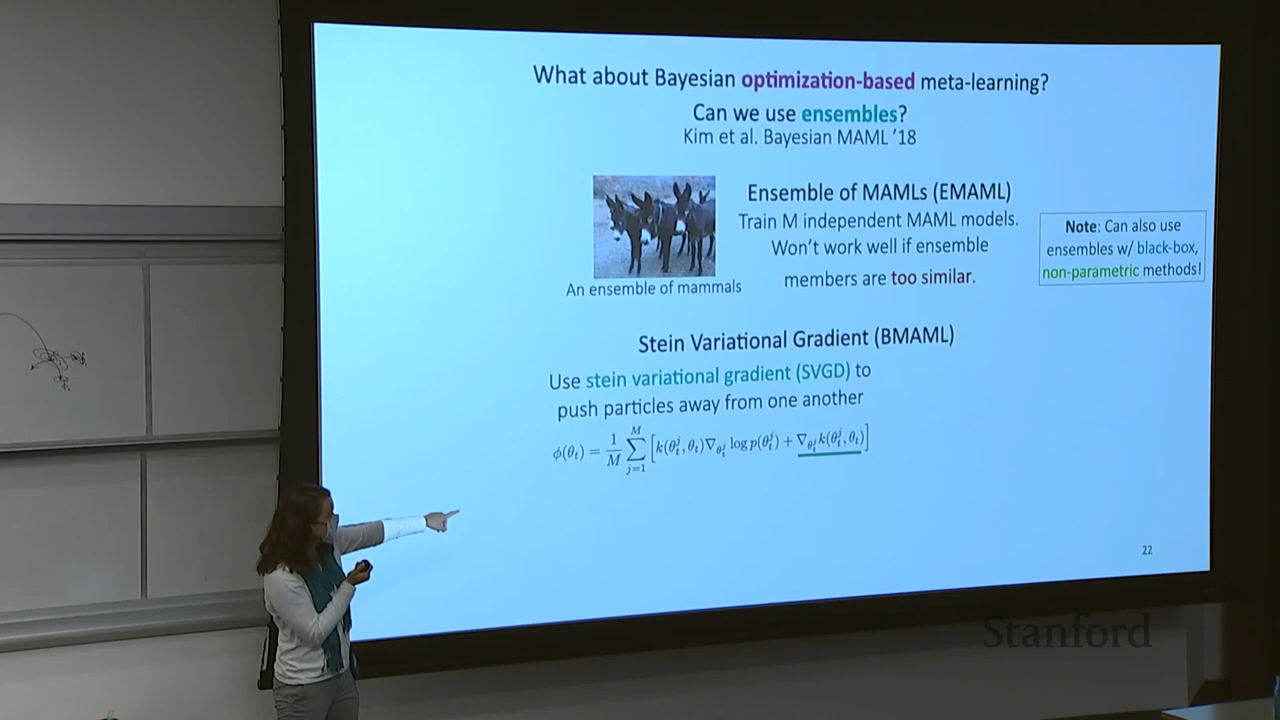 What about Bayesian optimization-based meta-learning?
Can we use ensembles?
Kim et al. Bayesian MAML '18
Ensemble of MAMLs (EMAML)
Train M independent MAML models.
Won't work well if ensemble
members are too similar.
An ensemble of mammals
Note: Can also use
ensembles w/ black-box,
non-parametric methods!
Stein Variational Gradient (BMAML)
Use stein variational gradient (SVGD) to
push particles away from one another
ϕ(θ_t) = 1/M ∑_{j=1}^{M} [k(θ_t^j, θ_t)∇_{θ_t^j} log p(θ_t^j) + ∇_{θ_t^j} k(θ_t^j, θ_t)]
22
Stanford